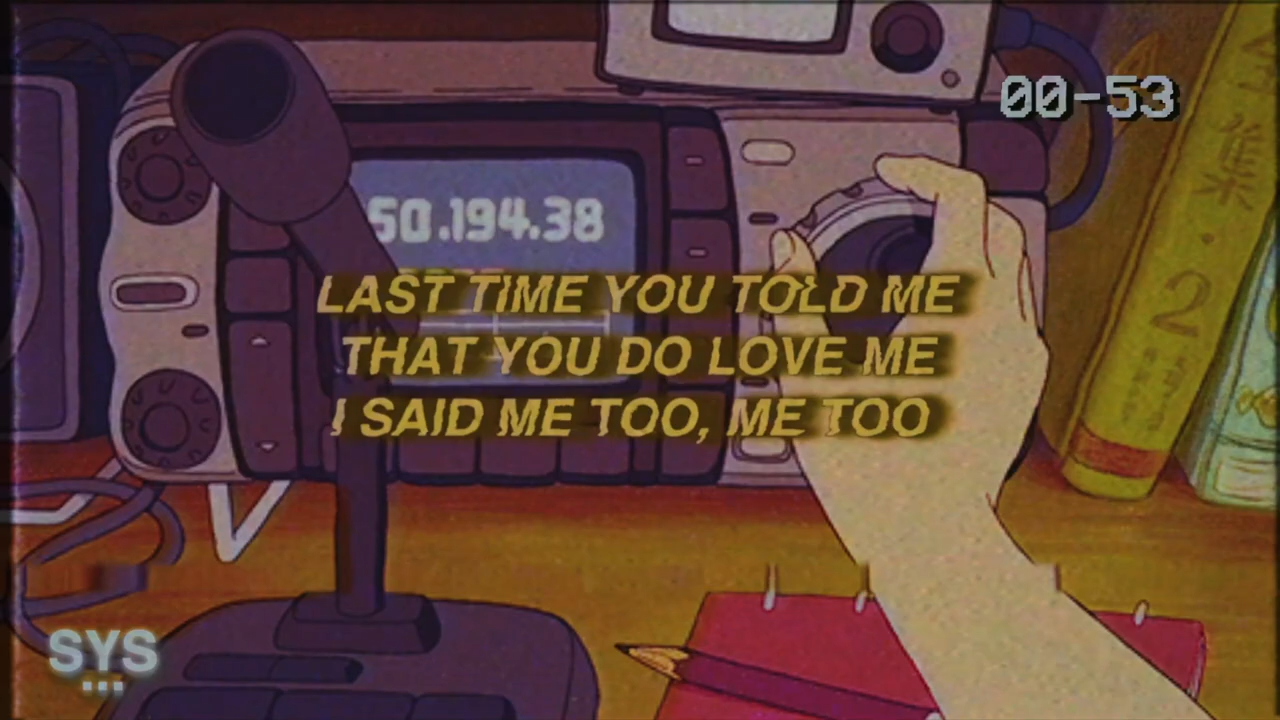 00-53
50.194.38
LAST TIME YOU TOLD ME
THAT YOU DO LOVE ME
I SAID ME TOO, ME TOO
2
SYS
...